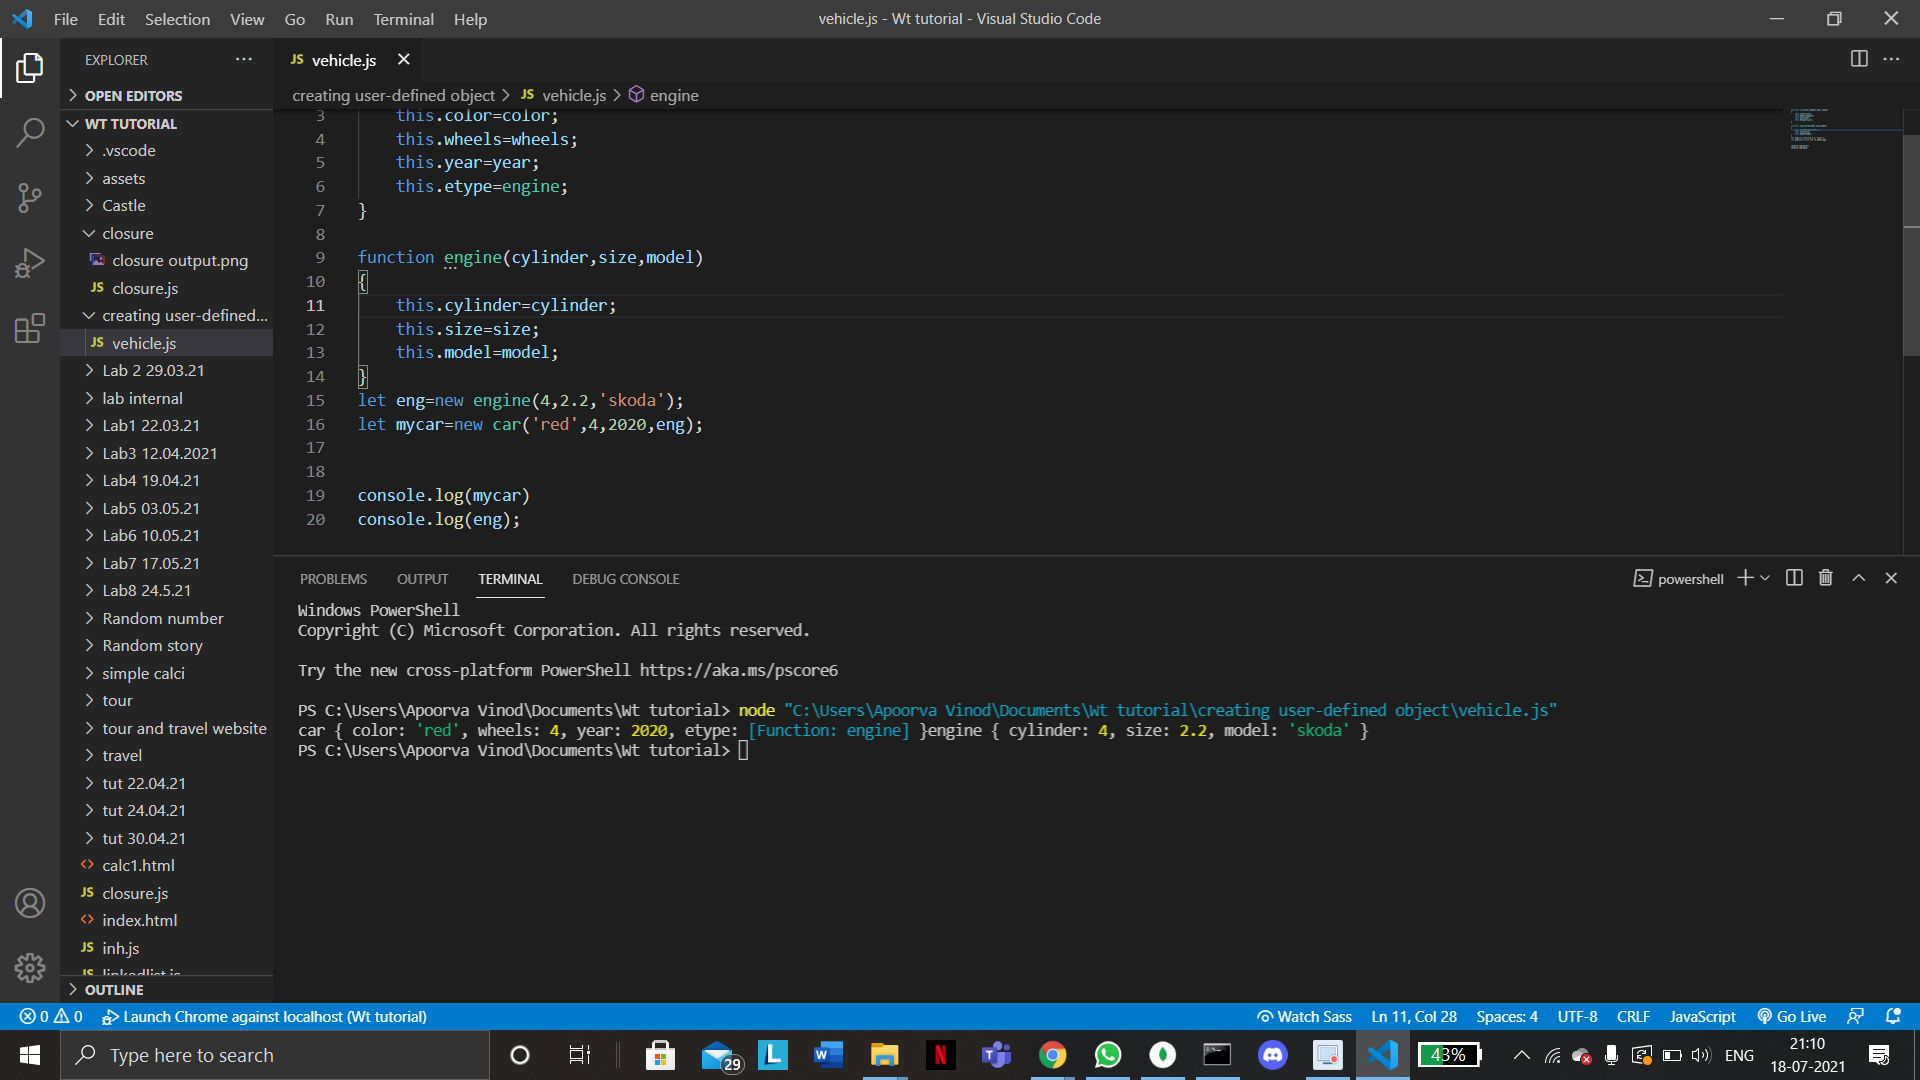 File Edit Selection View Go Run Terminal Help
vehicle.js - Wt tutorial - Visual Studio Code
EXPLORER
OPEN EDITORS
WT TUTORIAL
.vscode
assets
Castle
closure
closure output.png
JS closure.js
creating user-defined...
JS vehicle.js
Lab 2 29.03.21
lab internal
Lab1 22.03.21
Lab3 12.04.2021
Lab4 19.04.21
Lab5 03.05.21
Lab6 10.05.21
Lab7 17.05.21
Lab8 24.5.21
Random number
Random story
simple calci
tour
tour and travel website
travel
tut 22.04.21
tut 24.04.21
tut 30.04.21
<> calc1.html
JS closure.js
<> index.html
JS inh.js
JS linkedlist.js
OUTLINE
JS vehicle.js
creating user-defined object > JS vehicle.js > engine
3 this.color=color;
4 this.wheels=wheels;
5 this.year=year;
6 this.etype=engine;
7 }
8
9 function engine(cylinder,size,model)
10 {
11 this.cylinder=cylinder;
12 this.size=size;
13 this.model=model;
14 }
15 let eng=new engine(4,2.2,'skoda');
16 let mycar=new car('red',4,2020,eng);
17
18
19 console.log(mycar)
20 console.log(eng);
PROBLEMS OUTPUT TERMINAL DEBUG CONSOLE
powershell
Windows PowerShell
Copyright (C) Microsoft Corporation. All rights reserved.
Try the new cross-platform PowerShell https://aka.ms/pscore6
PS C:\Users\Apoorva Vinod\Documents\Wt tutorial> node "C:\Users\Apoorva Vinod\Documents\Wt tutorial\creating user-defined object\vehicle.js"
car { color: 'red', wheels: 4, year: 2020, etype: [Function: engine] }engine { cylinder: 4, size: 2.2, model: 'skoda' }
PS C:\Users\Apoorva Vinod\Documents\Wt tutorial>
0 0 Launch Chrome against localhost (Wt tutorial)
Watch Sass Ln 11, Col 28 Spaces: 4 UTF-8 CRLF JavaScript Go Live
Type here to search
29
L
W
N
T
43%
ENG
21:10
18-07-2021